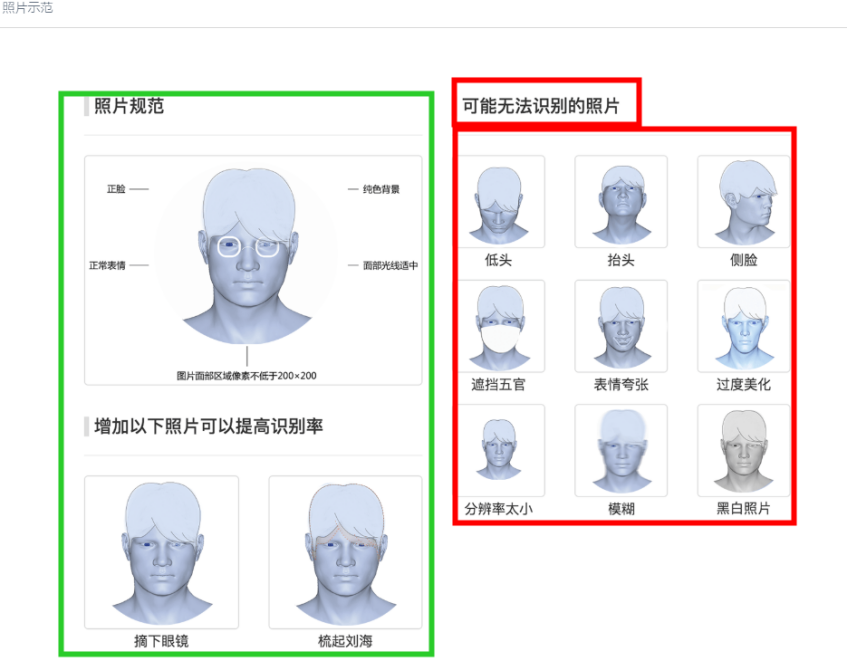 照片示范
照片规范
正脸
纯色背景
正常表情
面部光线适中
图片面部区域像素不低于200×200
增加以下照片可以提高识别率
摘下眼镜
梳起刘海
可能无法识别的照片
低头
抬头
侧脸
遮挡五官
表情夸张
过度美化
分辨率太小
模糊
黑白照片